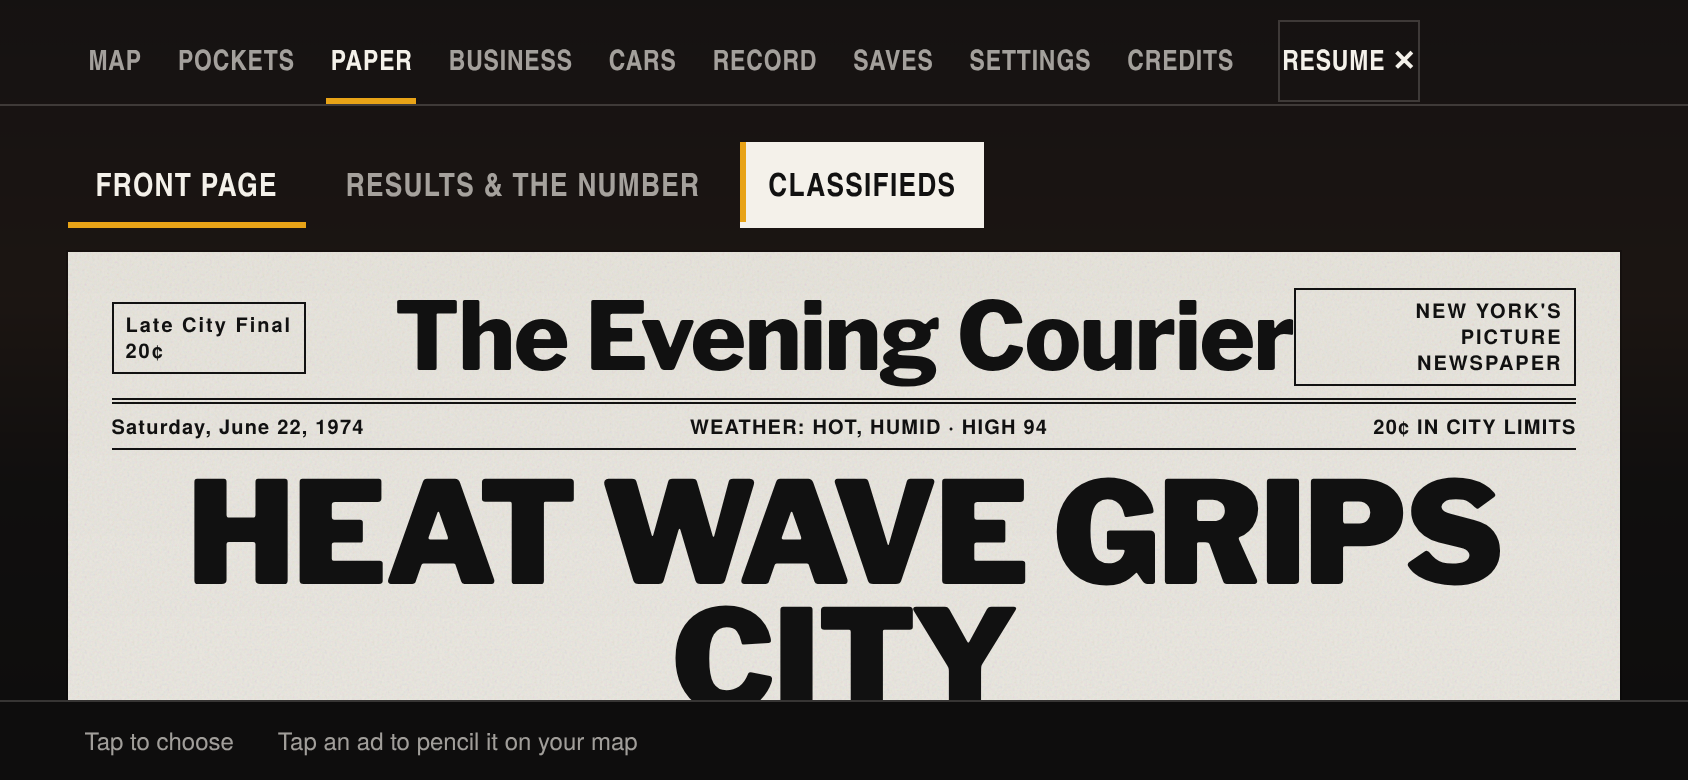 MAP POCKETS PAPER BUSINESS CARS RECORD SAVES SETTINGS CREDITS RESUME ✕
FRONT PAGE RESULTS & THE NUMBER CLASSIFIEDS
Late City Final
20¢
The Evening Courier
NEW YORK'S
PICTURE
NEWSPAPER
Saturday, June 22, 1974 WEATHER: HOT, HUMID · HIGH 94 20¢ IN CITY LIMITS
HEAT WAVE GRIPS
CITY
Tap to choose Tap an ad to pencil it on your map